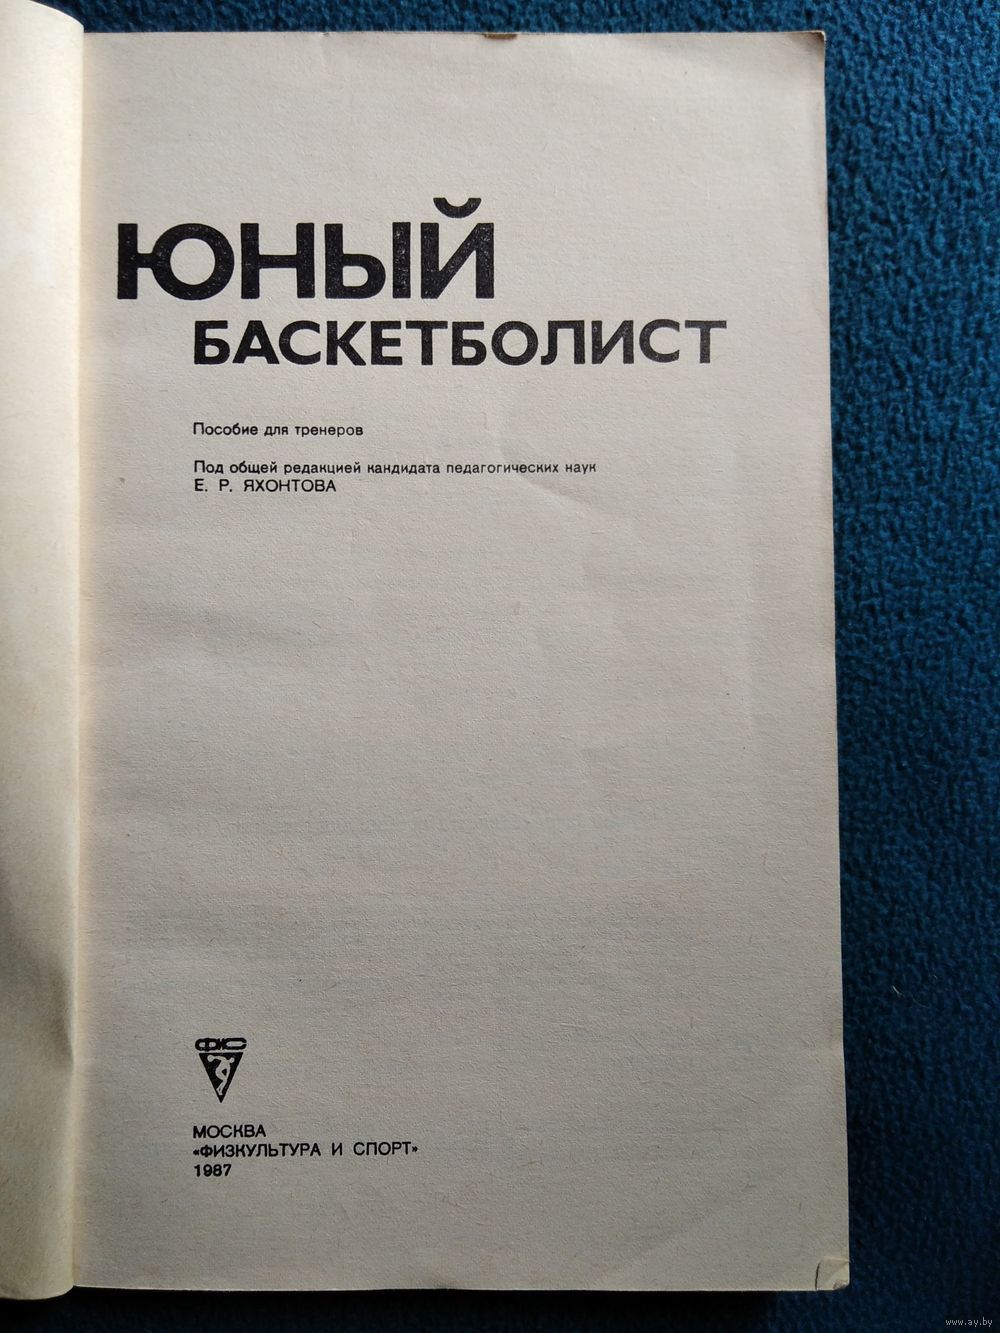 ЮНЫЙ
БАСКЕТБОЛИСТ
Пособие для тренеров
Под общей редакцией кандидата педагогических наук
Е. Р. ЯХОНТОВА
ФиС
МОСКВА
«ФИЗКУЛЬТУРА И СПОРТ»
1987
www.ay.by